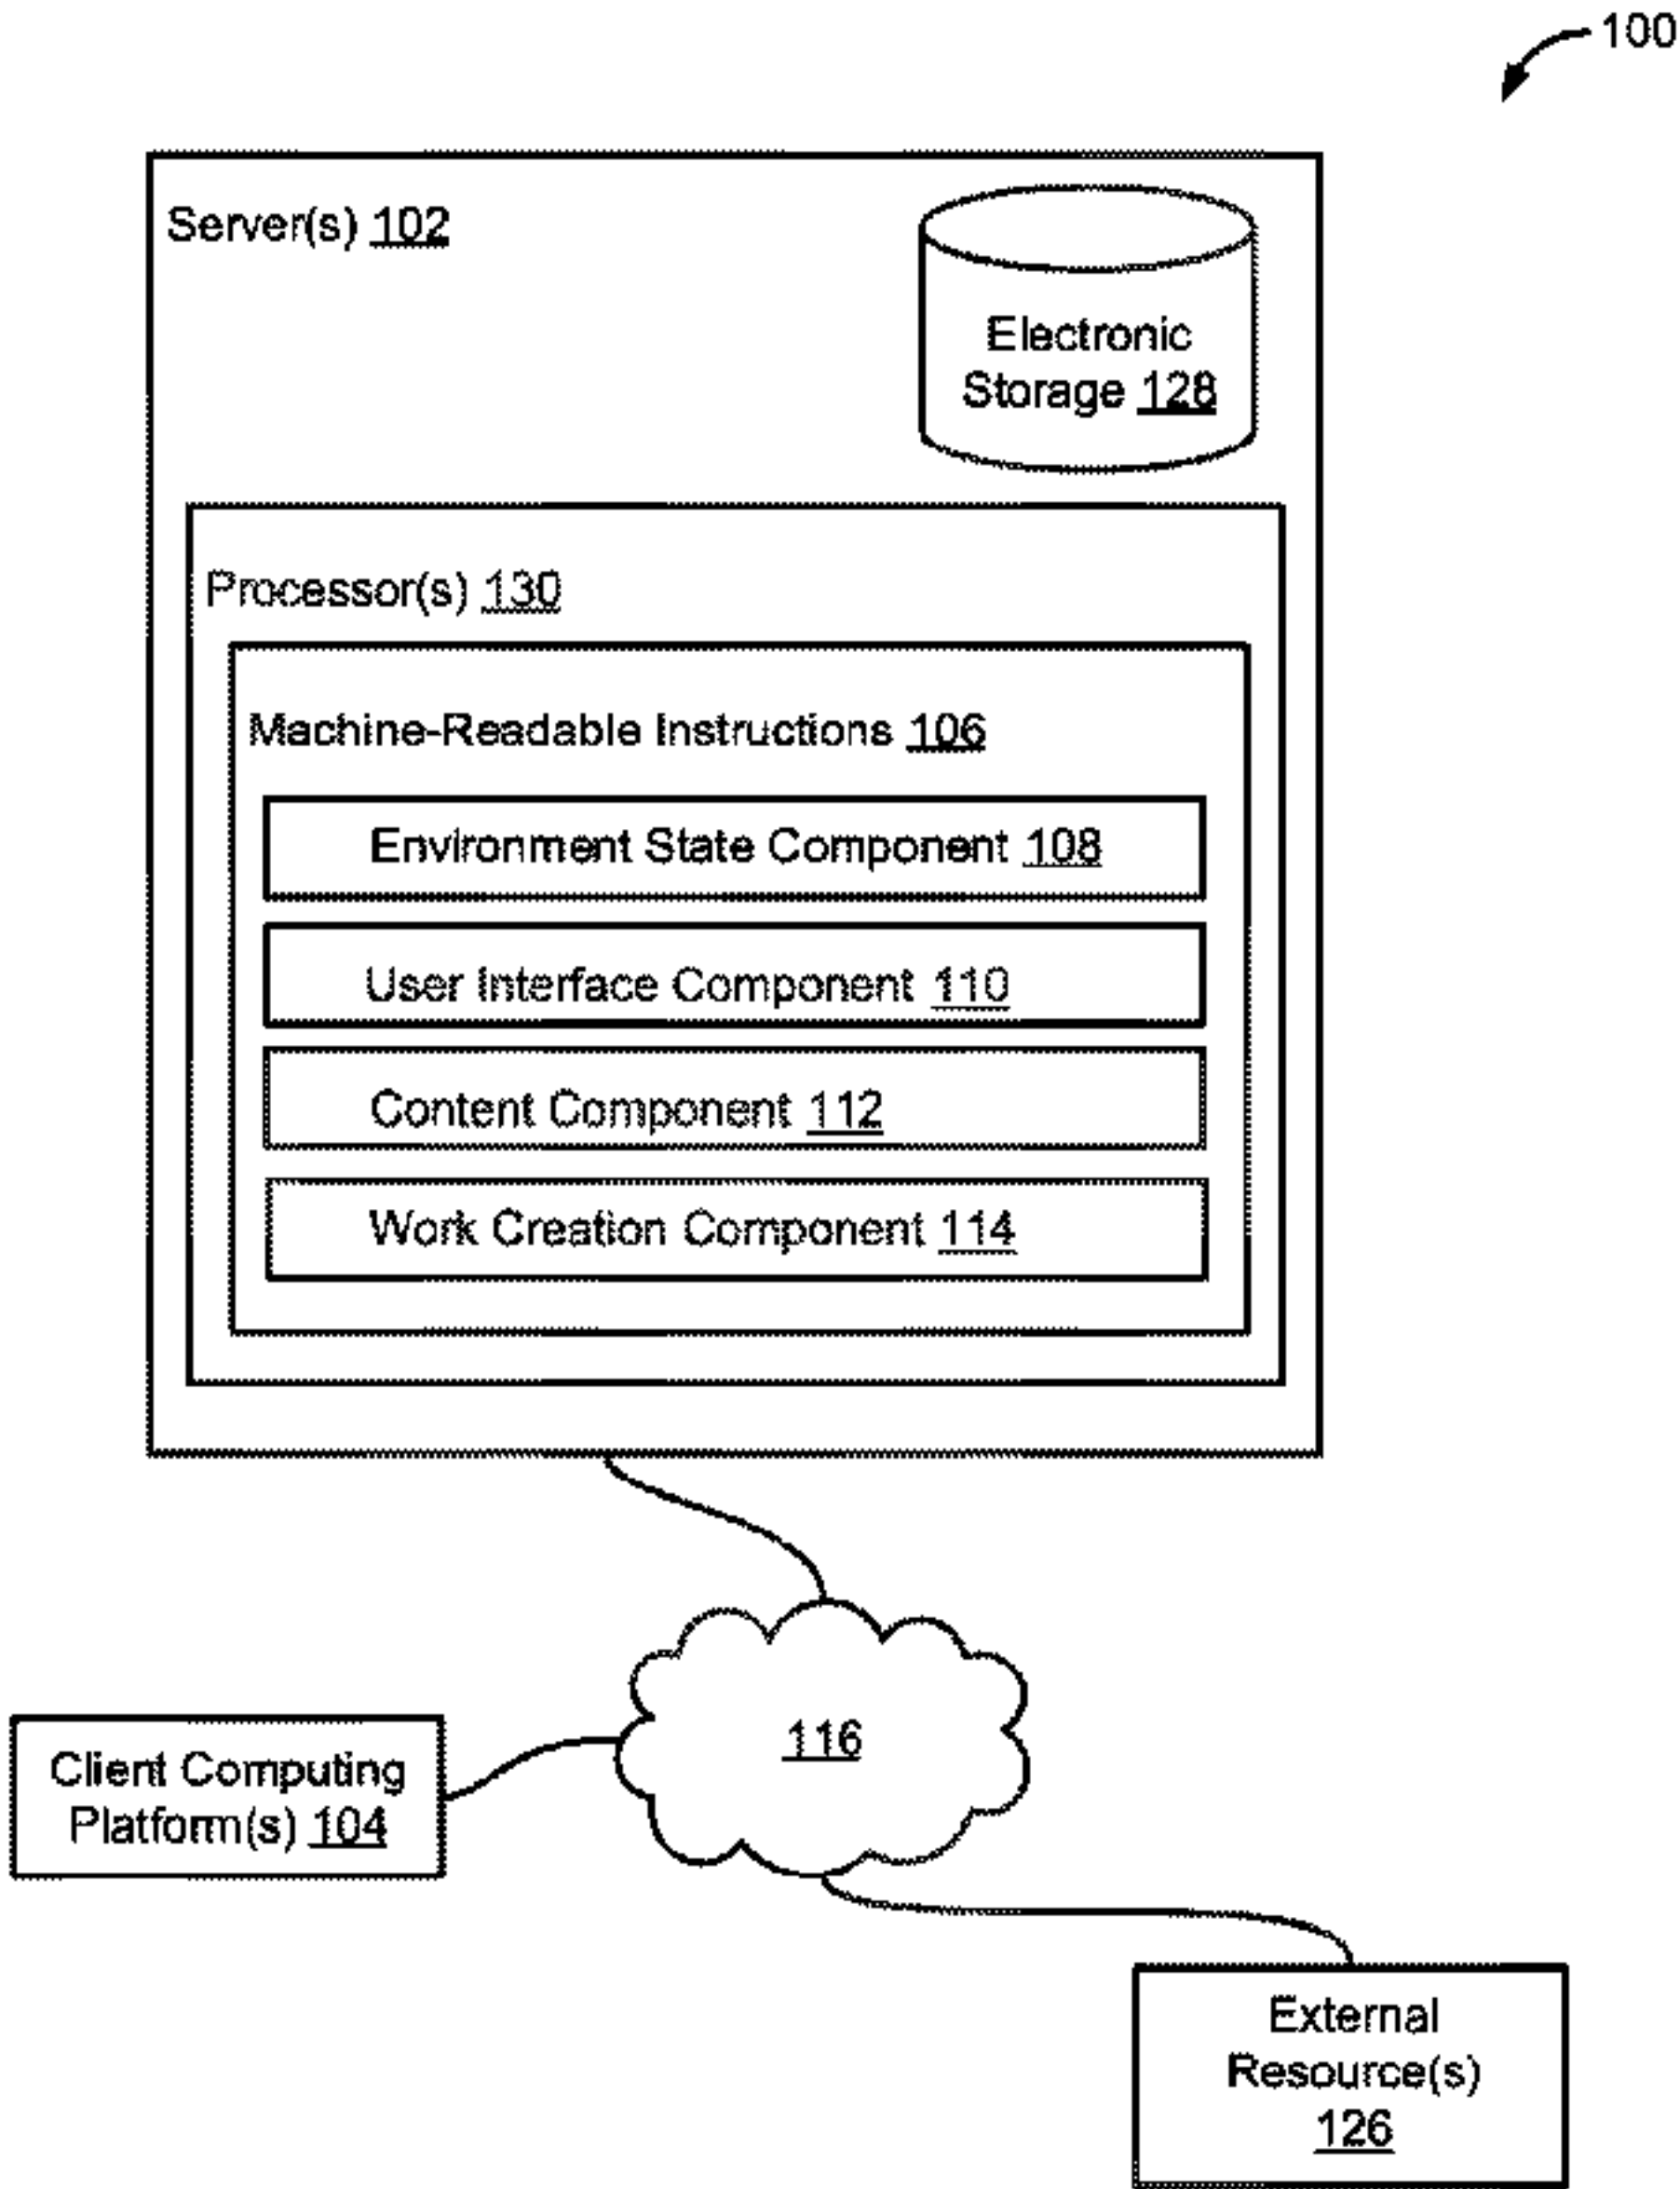 100
Server(s) 102
Electronic
Storage 128
Processor(s) 130
Machine-Readable Instructions 106
Environment State Component 108
User Interface Component 110
Content Component 112
Work Creation Component 114
116
Client Computing
Platform(s) 104
External
Resource(s)
126